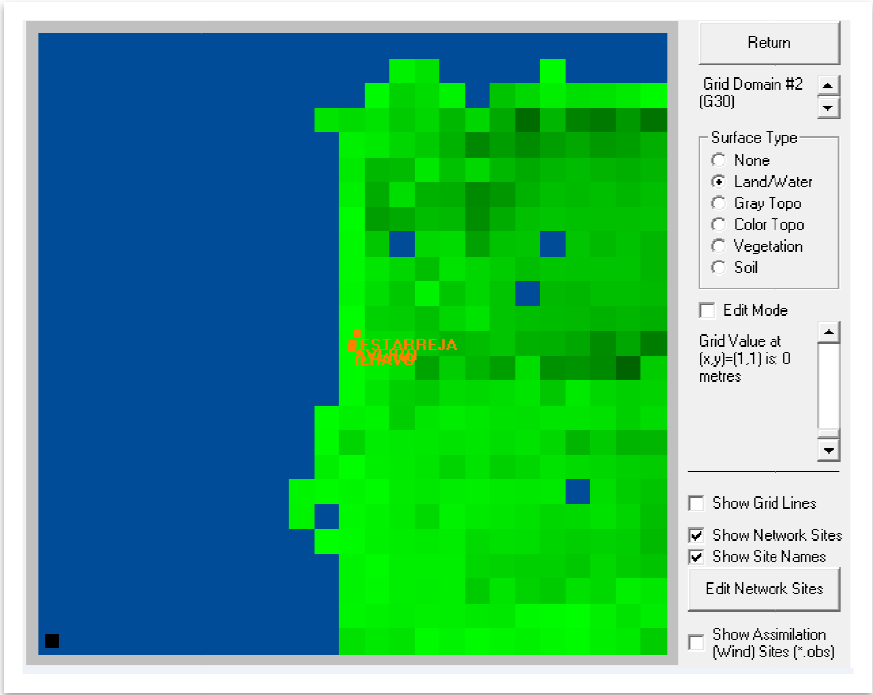 Return
Grid Domain #2
(G30)
Surface Type
None
Land/Water
Gray Topo
Color Topo
Vegetation
Soil
Edit Mode
Grid Value at
(x,y)=(1,1) is: 0
metres
ESTARREJA
ILHAVO
Show Grid Lines
Show Network Sites
Show Site Names
Edit Network Sites
Show Assimilation
(Wind) Sites (*.obs)